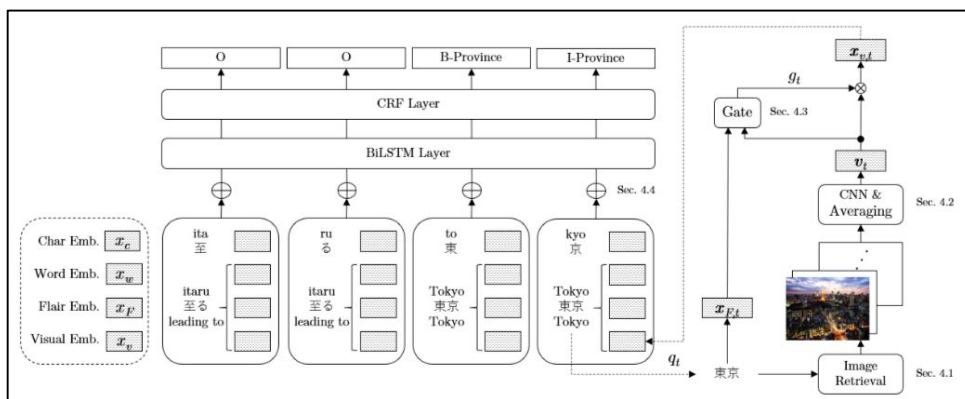 O O B-Province I-Province
CRF Layer
BiLSTM Layer
Sec. 4.4
Char Emb. x_c
Word Emb. x_w
Flair Emb. x_F
Visual Emb. x_v
ita
至
itaru
至る
leading to
ru
る
itaru
至る
leading to
to
東
Tokyo
東京
Tokyo
kyo
京
Tokyo
東京
Tokyo
q_t
東京
x_{F,t}
Image
Retrieval
Sec. 4.1
CNN &
Averaging
Sec. 4.2
v_t
Gate
Sec. 4.3
g_t
x_{v,t}